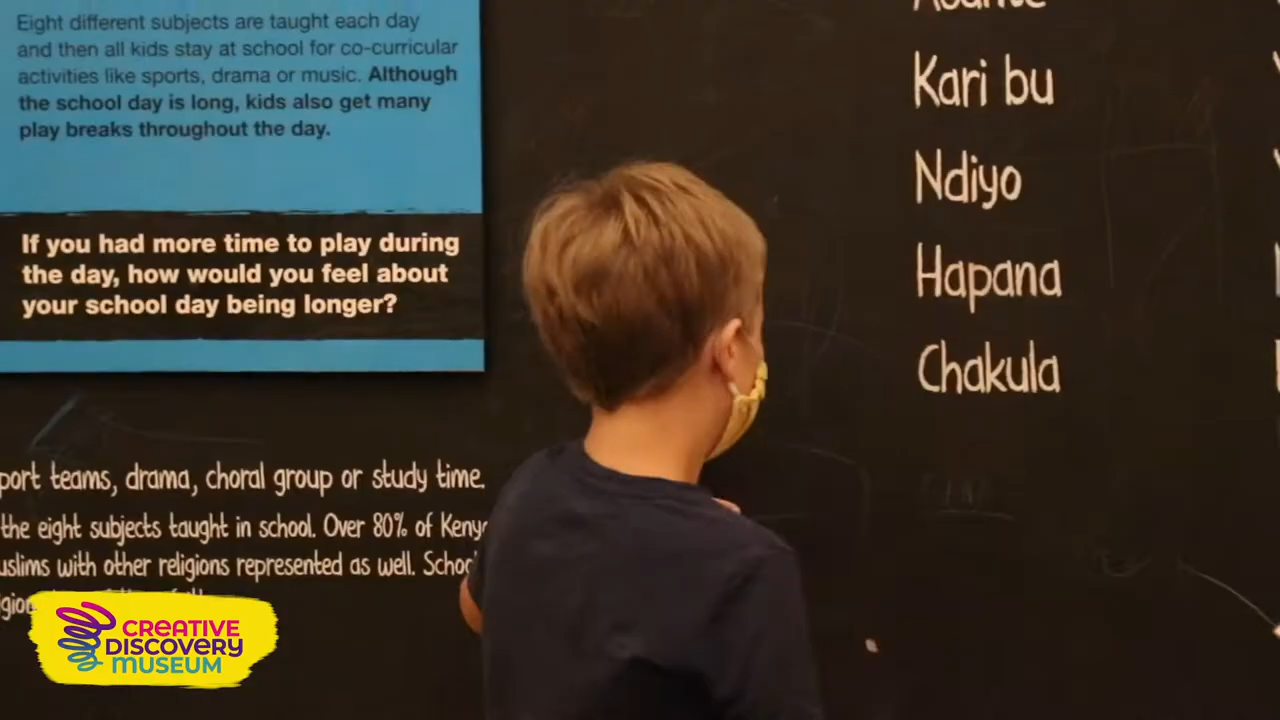 Eight different subjects are taught each day
and then all kids stay at school for co-curricular
activities like sports, drama or music. Although
the school day is long, kids also get many
play breaks throughout the day.
If you had more time to play during
the day, how would you feel about
your school day being longer?
port teams, drama, choral group or study time.
the eight subjects taught in school. Over 80% of Keny
uslims with other religions represented as well. Schoo
Kari bu
Ndiyo
Hapana
Chakula
CREATIVE
DISCOVERY
MUSEUM